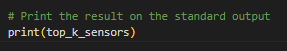 # Print the result on the standard output
print(top_k_sensors)